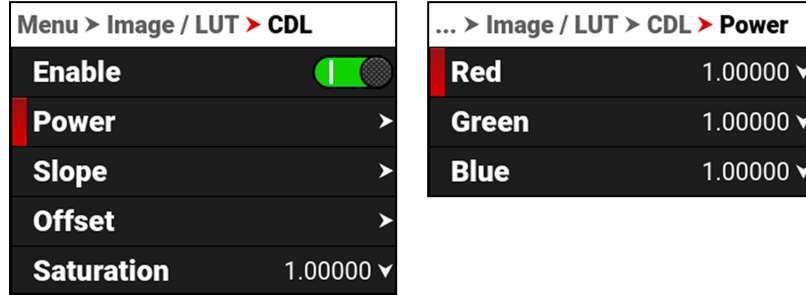 Menu > Image / LUT > CDL
Enable
Power >
Slope >
Offset >
Saturation 1.00000
... > Image / LUT > CDL > Power
Red 1.00000
Green 1.00000
Blue 1.00000